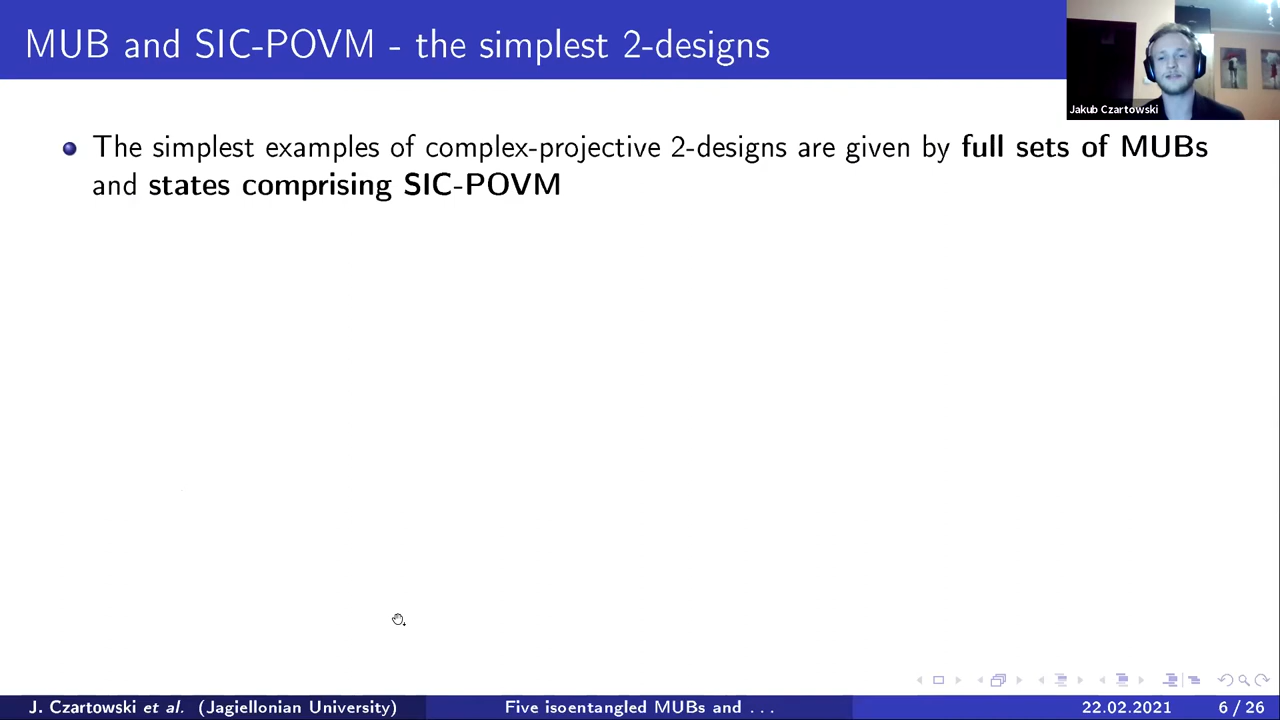 MUB and SIC-POVM - the simplest 2-designs
Jakub Czartowski
The simplest examples of complex-projective 2-designs are given by full sets of MUBs
and states comprising SIC-POVM
J. Czartowski et al. (Jagiellonian University)
Five isoentangled MUBs and . . .
22.02.2021
6 / 26